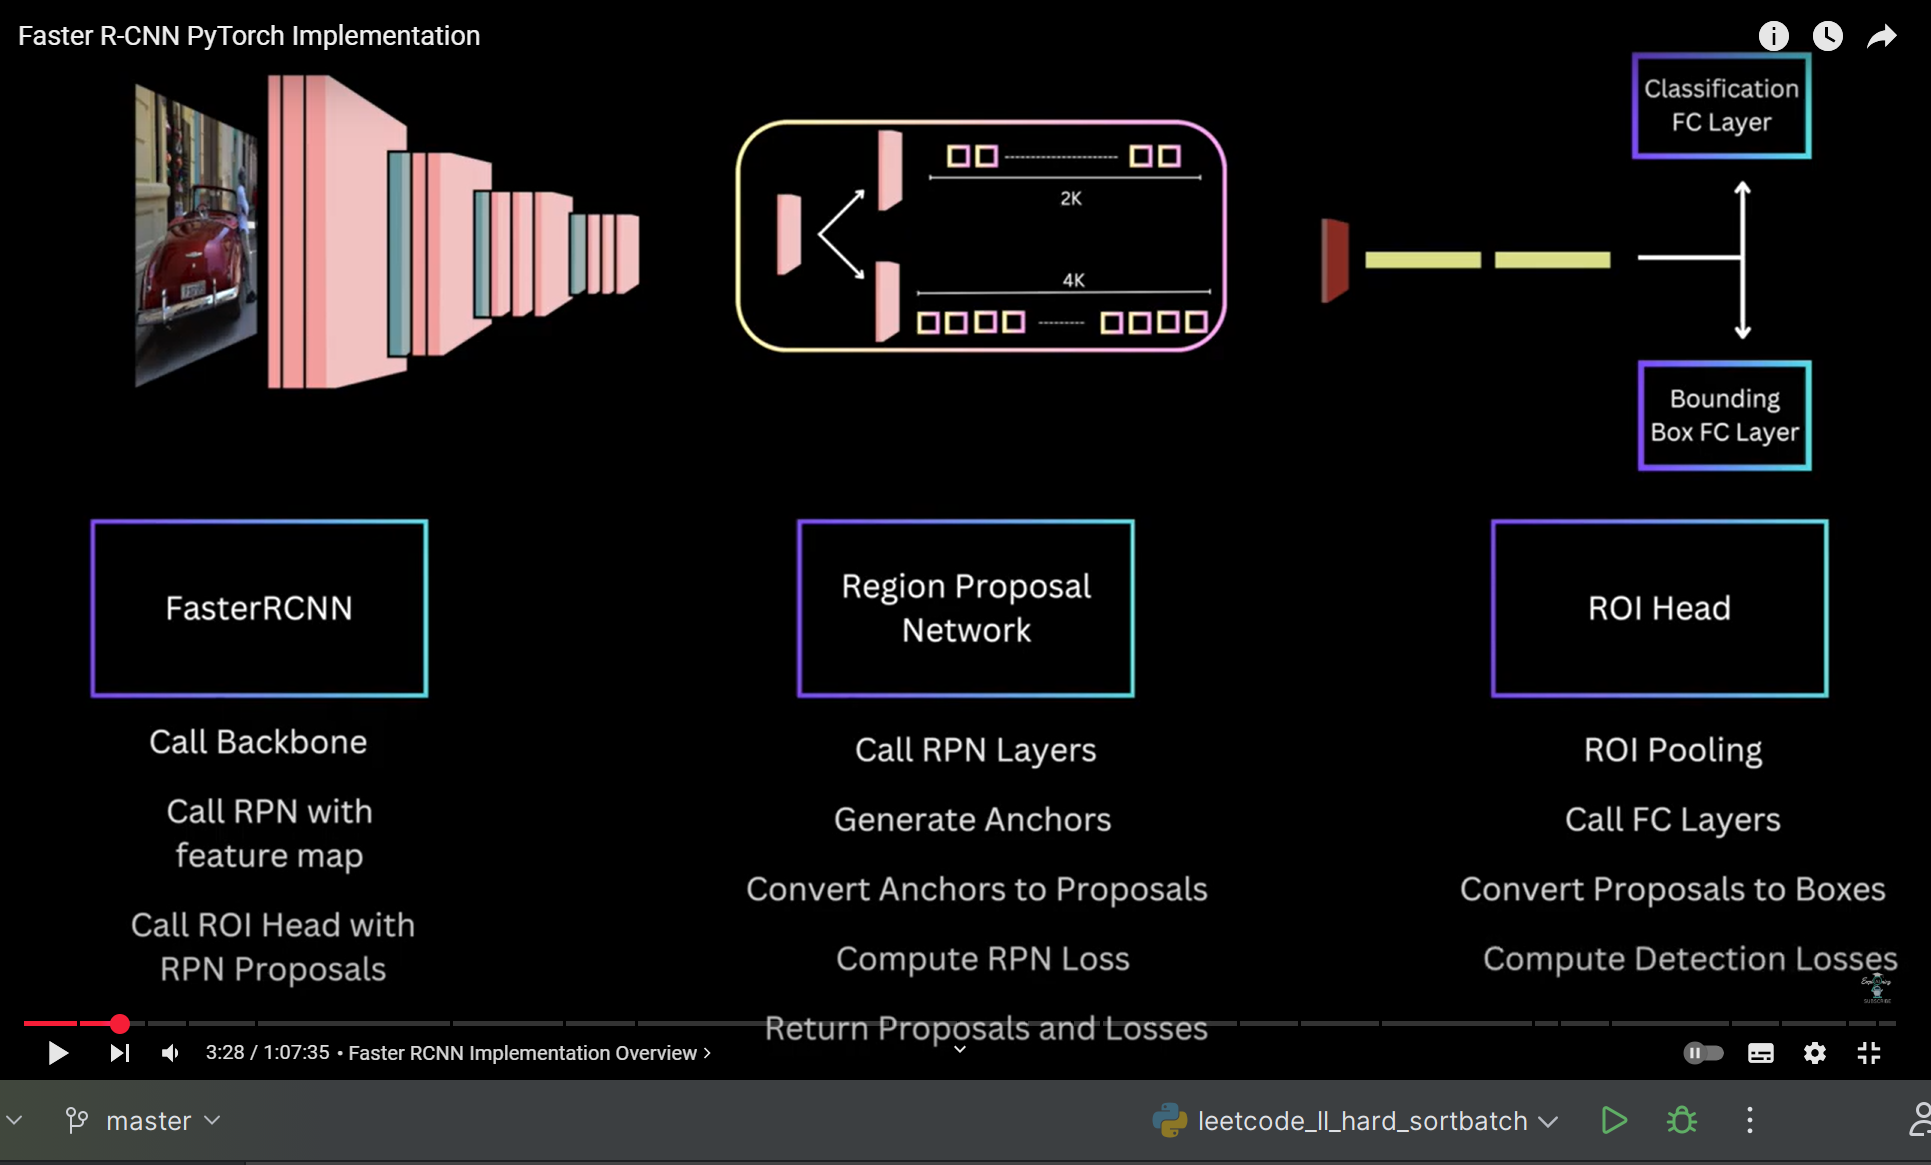 Faster R-CNN PyTorch Implementation
Classification
FC Layer
2K
4K
Bounding
Box FC Layer
FasterRCNN
Region Proposal
Network
ROI Head
Call Backbone
Call RPN with
feature map
Call ROI Head with
RPN Proposals
Call RPN Layers
Generate Anchors
Convert Anchors to Proposals
Compute RPN Loss
Return Proposals and Losses
ROI Pooling
Call FC Layers
Convert Proposals to Boxes
Compute Detection Losses
SUBSCRIBE
3:28 / 1:07:35 • Faster RCNN Implementation Overview >
master
leetcode_ll_hard_sortbatch